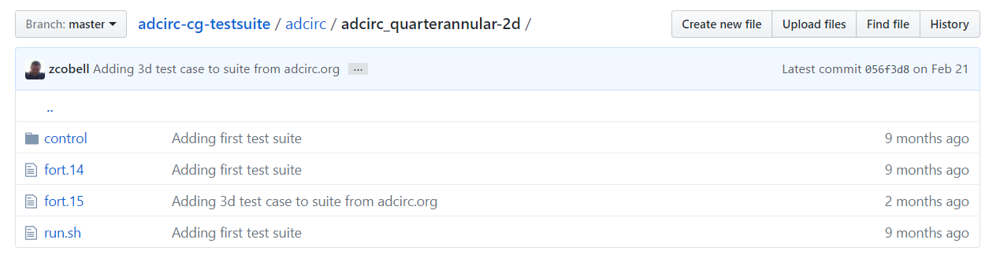 Branch: master adcirc-cg-testsuite / adcirc / adcirc_quarterannular-2d / Create new file Upload files Find file History
zcobell Adding 3d test case to suite from adcirc.org ... Latest commit 056f3d8 on Feb 21
..
control Adding first test suite 9 months ago
fort.14 Adding first test suite 9 months ago
fort.15 Adding 3d test case to suite from adcirc.org 2 months ago
run.sh Adding first test suite 9 months ago